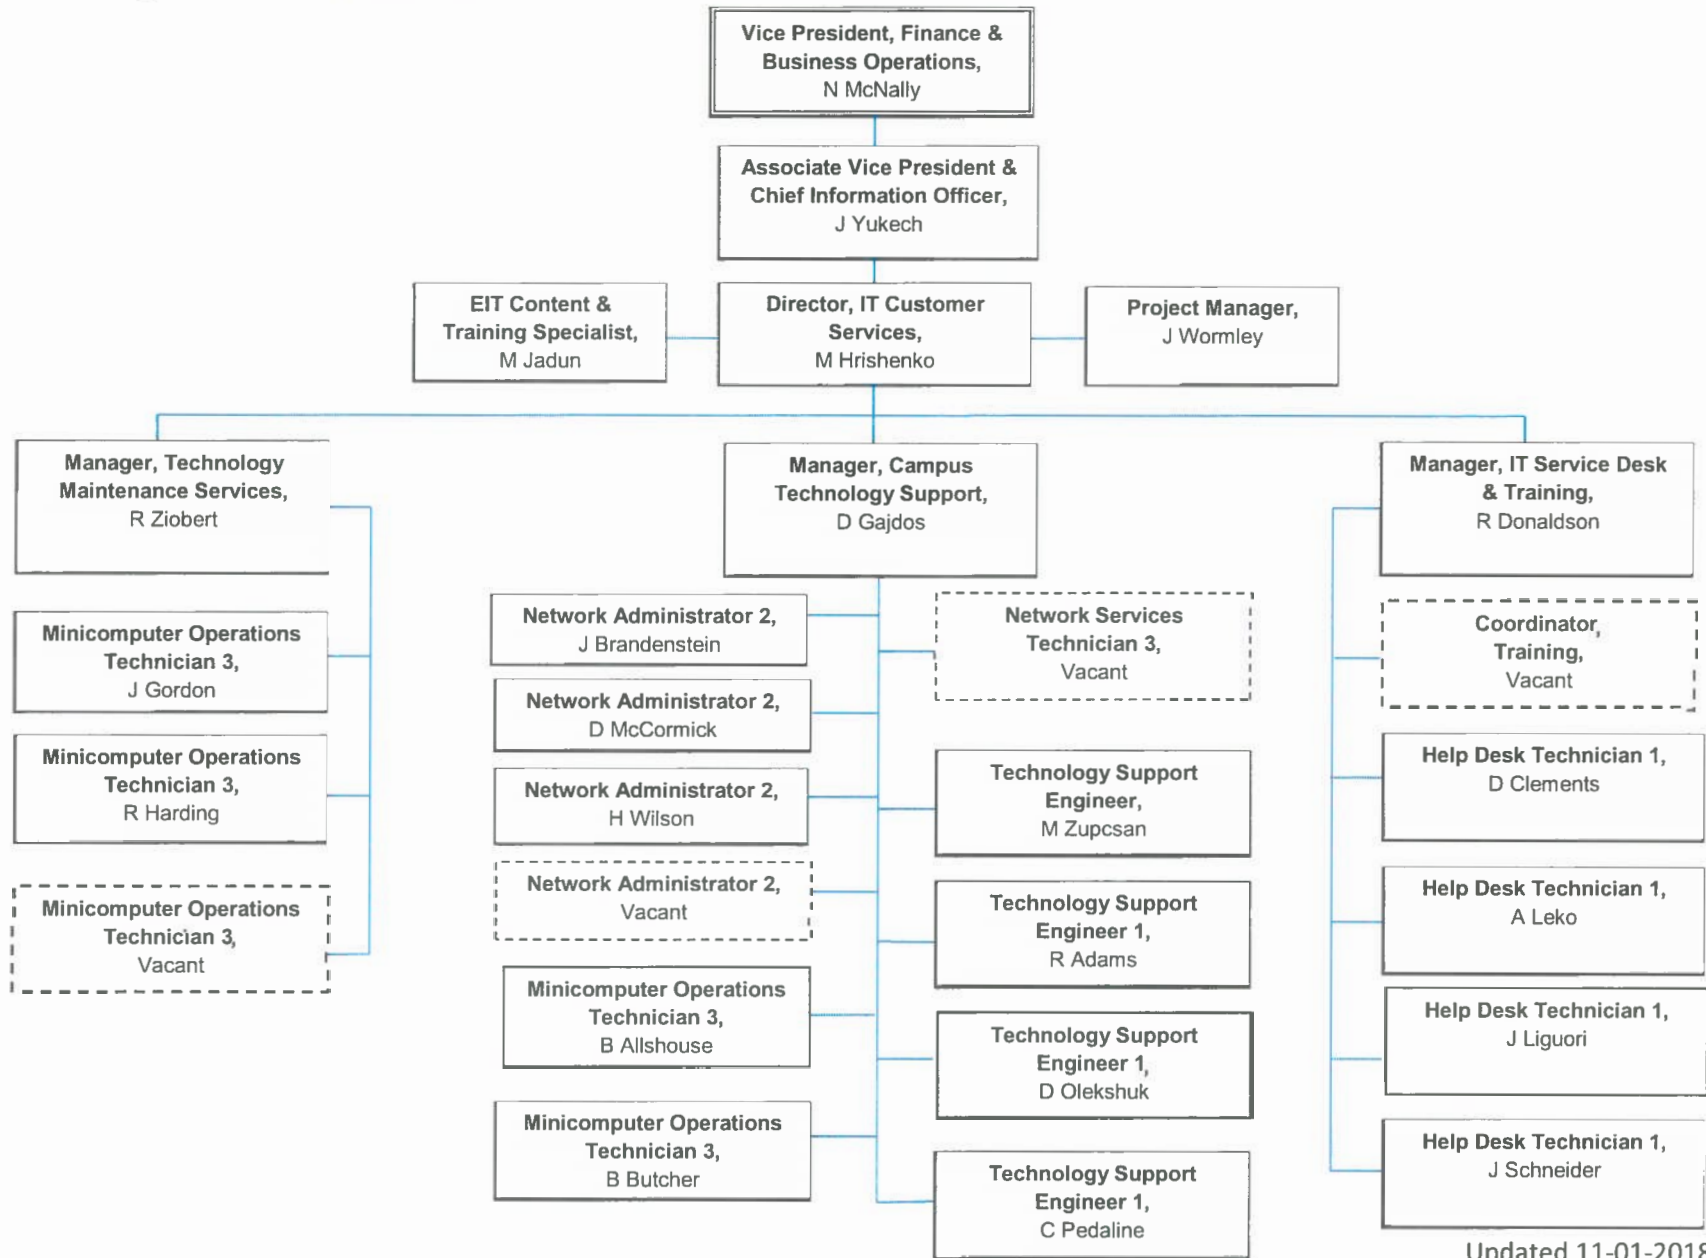 Vice President, Finance &
Business Operations,
N McNally
Associate Vice President &
Chief Information Officer,
J Yukech
EIT Content &
Training Specialist,
M Jadun
Director, IT Customer
Services,
M Hrishenko
Project Manager,
J Wormley
Manager, Technology
Maintenance Services,
R Ziobert
Minicomputer Operations
Technician 3,
J Gordon
Minicomputer Operations
Technician 3,
R Harding
Minicomputer Operations
Technician 3,
Vacant
Manager, Campus
Technology Support,
D Gajdos
Network Administrator 2,
J Brandenstein
Network Administrator 2,
D McCormick
Network Administrator 2,
H Wilson
Network Administrator 2,
Vacant
Minicomputer Operations
Technician 3,
B Allshouse
Minicomputer Operations
Technician 3,
B Butcher
Network Services
Technician 3,
Vacant
Technology Support
Engineer,
M Zupcsan
Technology Support
Engineer 1,
R Adams
Technology Support
Engineer 1,
D Olekshuk
Technology Support
Engineer 1,
C Pedaline
Manager, IT Service Desk
& Training,
R Donaldson
Coordinator,
Training,
Vacant
Help Desk Technician 1,
D Clements
Help Desk Technician 1,
A Leko
Help Desk Technician 1,
J Liguori
Help Desk Technician 1,
J Schneider
Updated 11-01-2018